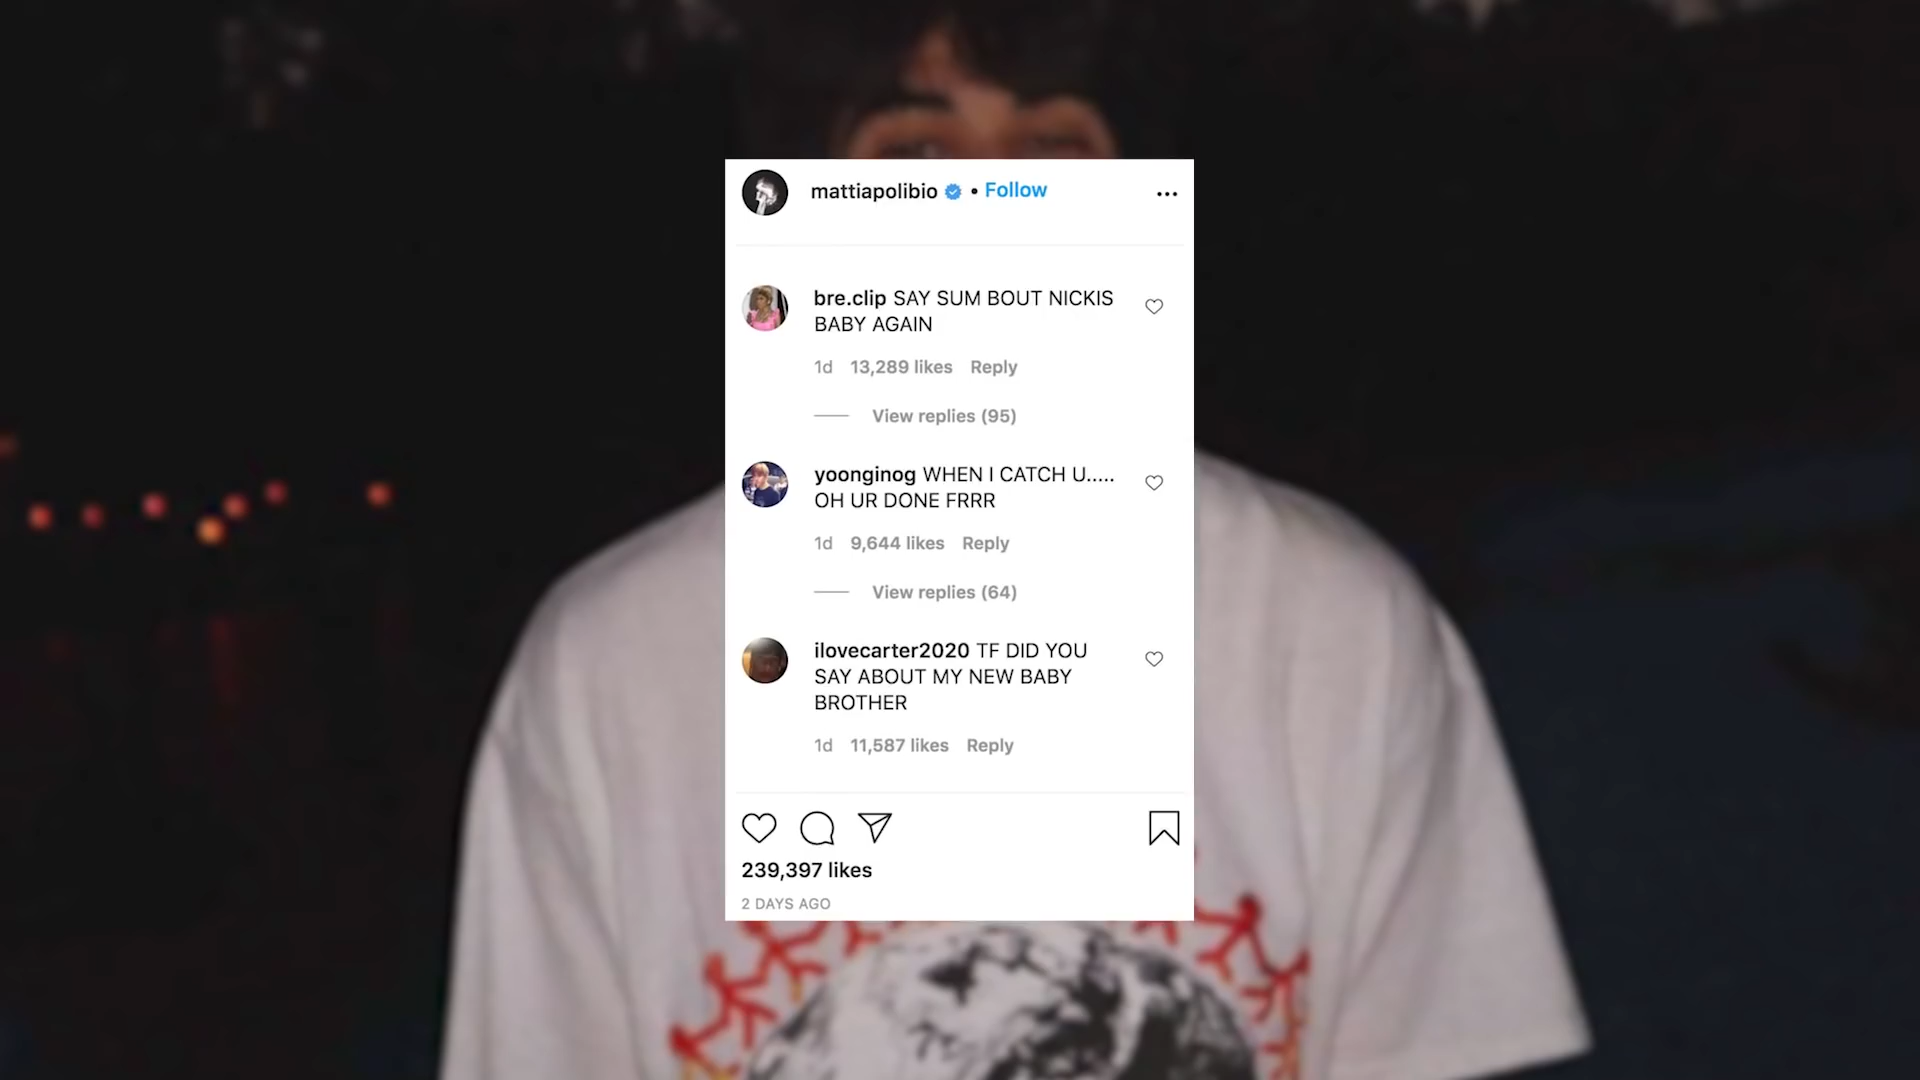 mattiapolibio • Follow
bre.clip SAY SUM BOUT NICKIS
BABY AGAIN
1d 13,289 likes Reply
View replies (95)
yoonginog WHEN I CATCH U.....
OH UR DONE FRRR
1d 9,644 likes Reply
View replies (64)
ilovecarter2020 TF DID YOU
SAY ABOUT MY NEW BABY
BROTHER
1d 11,587 likes Reply
239,397 likes
2 DAYS AGO